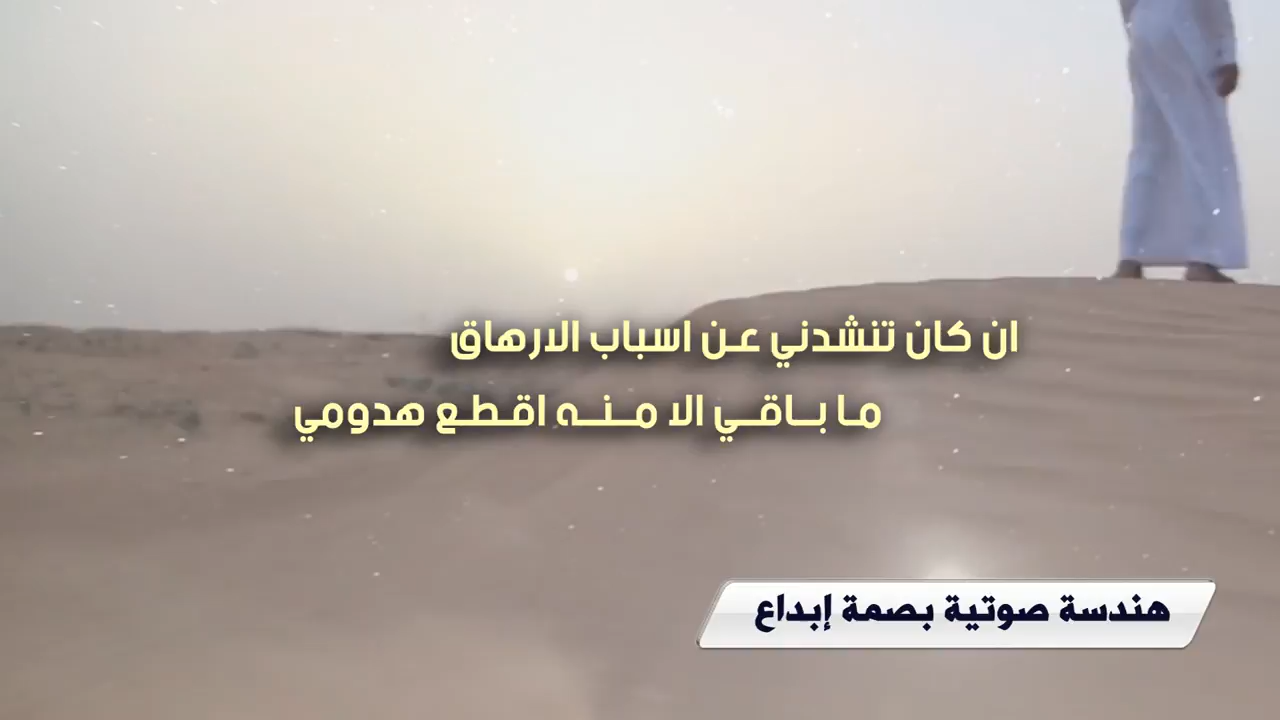 ان كان تنشدني عن اسباب الارهاق
ما باقي الا منه اقطع هدومي
هندسة صوتية بصمة إبداع